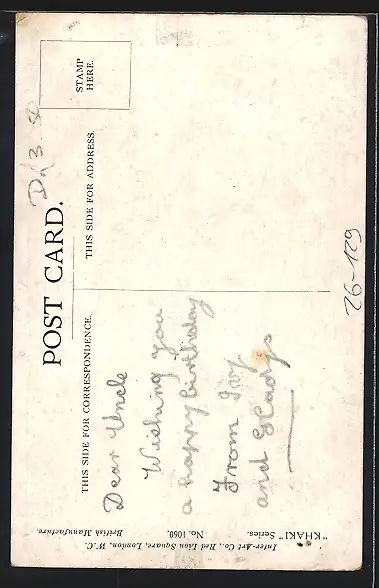 POST CARD.
THIS SIDE FOR CORRESPONDENCE.
THIS SIDE FOR ADDRESS.
STAMP
HERE.
Dear Uncle
Wishing you
a happy birthday
From Ivy
and Gladys
"KHAKI" Series.
No. 1060.
British Manufacture.
Inter-Art Co., Red Lion Square, London, W.C.
26-129